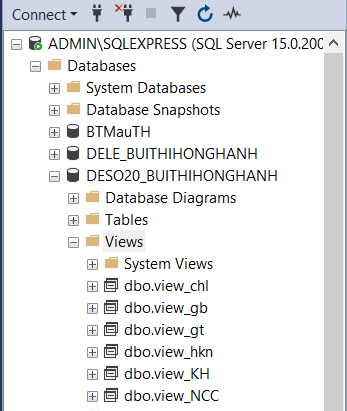 Connect
ADMIN\SQLEXPRESS (SQL Server 15.0.200
Databases
System Databases
Database Snapshots
BTMauTH
DELE_BUITHIHONGHANH
DESO20_BUITHIHONGHANH
Database Diagrams
Tables
Views
System Views
dbo.view_chl
dbo.view_gb
dbo.view_gt
dbo.view_hkn
dbo.view_KH
dbo.view_NCC